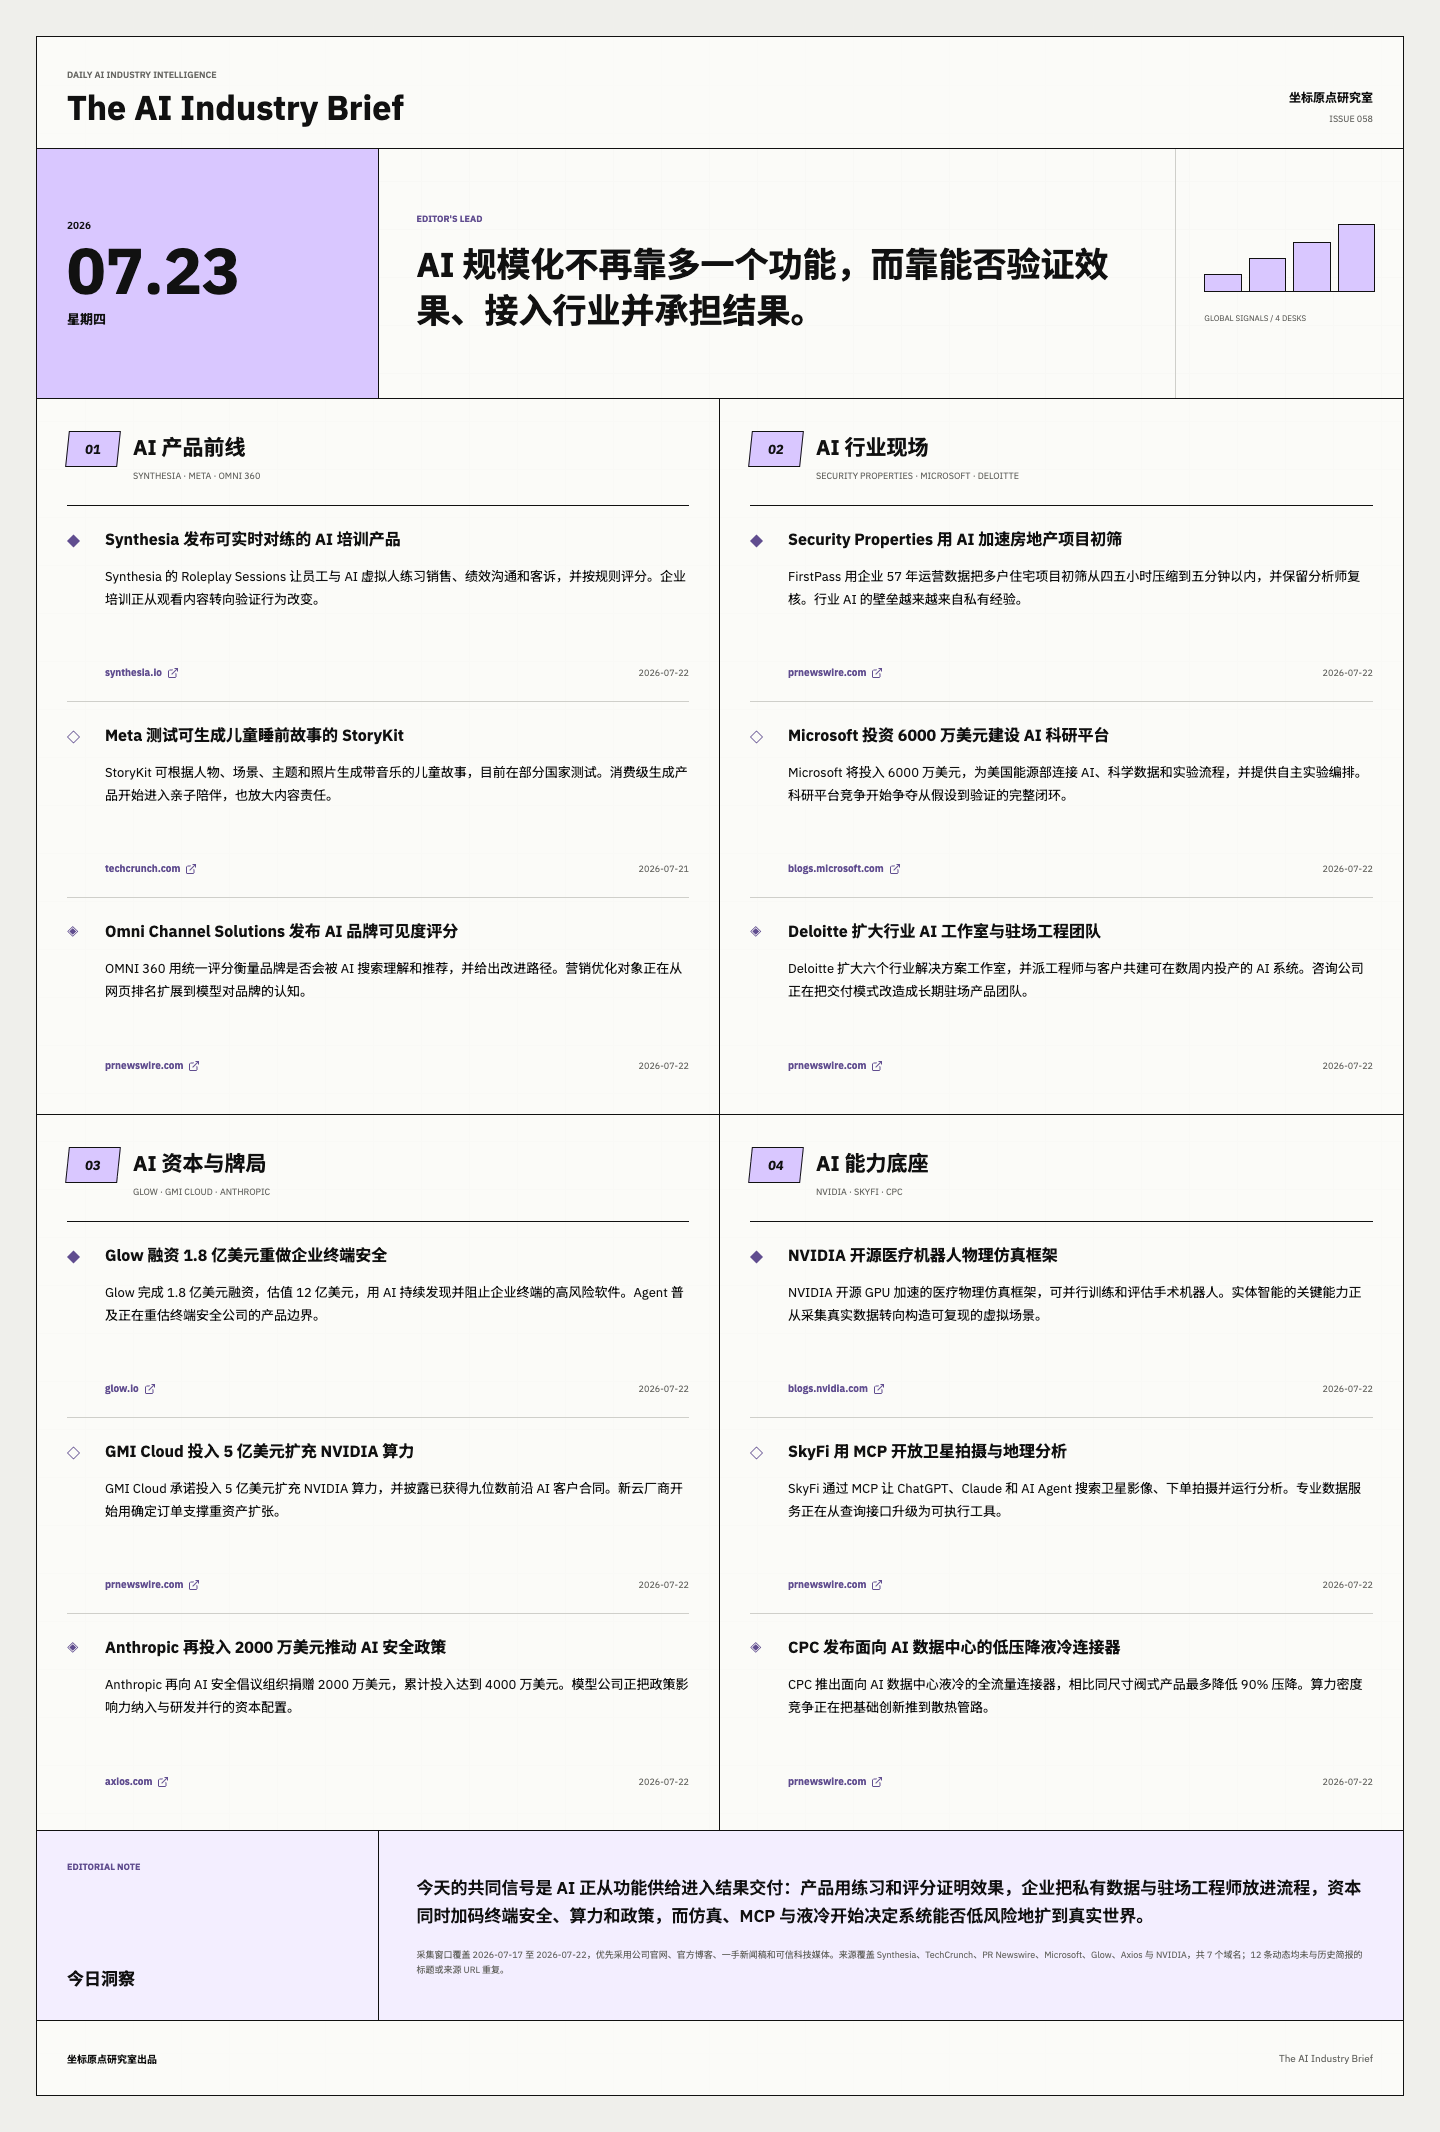 DAILY AI INDUSTRY INTELLIGENCE
The AI Industry Brief
坐标原点研究室
ISSUE 058
2026
07.23
星期四
EDITOR'S LEAD
AI 规模化不再靠多一个功能，而靠能否验证效
果、接入行业并承担结果。
GLOBAL SIGNALS / 4 DESKS
01
AI 产品前线
SYNTHESIA · META · OMNI 360
Synthesia 发布可实时对练的 AI 培训产品
Synthesia 的 Roleplay Sessions 让员工与 AI 虚拟人练习销售、绩效沟通和客诉，并按规则评分。企业
培训正从观看内容转向验证行为改变。
synthesia.io
2026-07-22
Meta 测试可生成儿童睡前故事的 StoryKit
StoryKit 可根据人物、场景、主题和照片生成带音乐的儿童故事，目前在部分国家测试。消费级生成产
品开始进入亲子陪伴，也放大内容责任。
techcrunch.com
2026-07-21
Omni Channel Solutions 发布 AI 品牌可见度评分
OMNI 360 用统一评分衡量品牌是否会被 AI 搜索理解和推荐，并给出改进路径。营销优化对象正在从
网页排名扩展到模型对品牌的认知。
prnewswire.com
2026-07-22
02
AI 行业现场
SECURITY PROPERTIES · MICROSOFT · DELOITTE
Security Properties 用 AI 加速房地产项目初筛
FirstPass 用企业 57 年运营数据把多户住宅项目初筛从四五小时压缩到五分钟以内，并保留分析师复
核。行业 AI 的壁垒越来越来自私有经验。
prnewswire.com
2026-07-22
Microsoft 投资 6000 万美元建设 AI 科研平台
Microsoft 将投入 6000 万美元，为美国能源部连接 AI、科学数据和实验流程，并提供自主实验编排。
科研平台竞争开始争夺从假设到验证的完整闭环。
blogs.microsoft.com
2026-07-22
Deloitte 扩大行业 AI 工作室与驻场工程团队
Deloitte 扩大六个行业解决方案工作室，并派工程师与客户共建可在数周内投产的 AI 系统。咨询公司
正在把交付模式改造成长期驻场产品团队。
prnewswire.com
2026-07-22
03
AI 资本与牌局
GLOW · GMI CLOUD · ANTHROPIC
Glow 融资 1.8 亿美元重做企业终端安全
Glow 完成 1.8 亿美元融资，估值 12 亿美元，用 AI 持续发现并阻止企业终端的高风险软件。Agent 普
及正在重估终端安全公司的产品边界。
glow.io
2026-07-22
GMI Cloud 投入 5 亿美元扩充 NVIDIA 算力
GMI Cloud 承诺投入 5 亿美元扩充 NVIDIA 算力，并披露已获得九位数前沿 AI 客户合同。新云厂商开
始用确定订单支撑重资产扩张。
prnewswire.com
2026-07-22
Anthropic 再投入 2000 万美元推动 AI 安全政策
Anthropic 再向 AI 安全倡议组织捐赠 2000 万美元，累计投入达到 4000 万美元。模型公司正把政策影
响力纳入与研发并行的资本配置。
axios.com
2026-07-22
04
AI 能力底座
NVIDIA · SKYFI · CPC
NVIDIA 开源医疗机器人物理仿真框架
NVIDIA 开源 GPU 加速的医疗物理仿真框架，可并行训练和评估手术机器人。实体智能的关键能力正
从采集真实数据转向构造可复现的虚拟场景。
blogs.nvidia.com
2026-07-22
SkyFi 用 MCP 开放卫星拍摄与地理分析
SkyFi 通过 MCP 让 ChatGPT、Claude 和 AI Agent 搜索卫星影像、下单拍摄并运行分析。专业数据服
务正在从查询接口升级为可执行工具。
prnewswire.com
2026-07-22
CPC 发布面向 AI 数据中心的低压降液冷连接器
CPC 推出面向 AI 数据中心液冷的全流量连接器，相比同尺寸阀式产品最多降低 90% 压降。算力密度
竞争正在把基础创新推到散热管路。
prnewswire.com
2026-07-22
EDITORIAL NOTE
今日洞察
今天的共同信号是 AI 正从功能供给进入结果交付：产品用练习和评分证明效果，企业把私有数据与驻场工程师放进流程，资本
同时加码终端安全、算力和政策，而仿真、MCP 与液冷开始决定系统能否低风险地扩到真实世界。
采集窗口覆盖 2026-07-17 至 2026-07-22，优先采用公司官网、官方博客、一手新闻稿和可信科技媒体。来源覆盖 Synthesia、TechCrunch、PR Newswire、Microsoft、Glow、Axios 与 NVIDIA，共 7 个域名；12 条动态均未与历史简报的
标题或来源 URL 重复。
坐标原点研究室出品
The AI Industry Brief